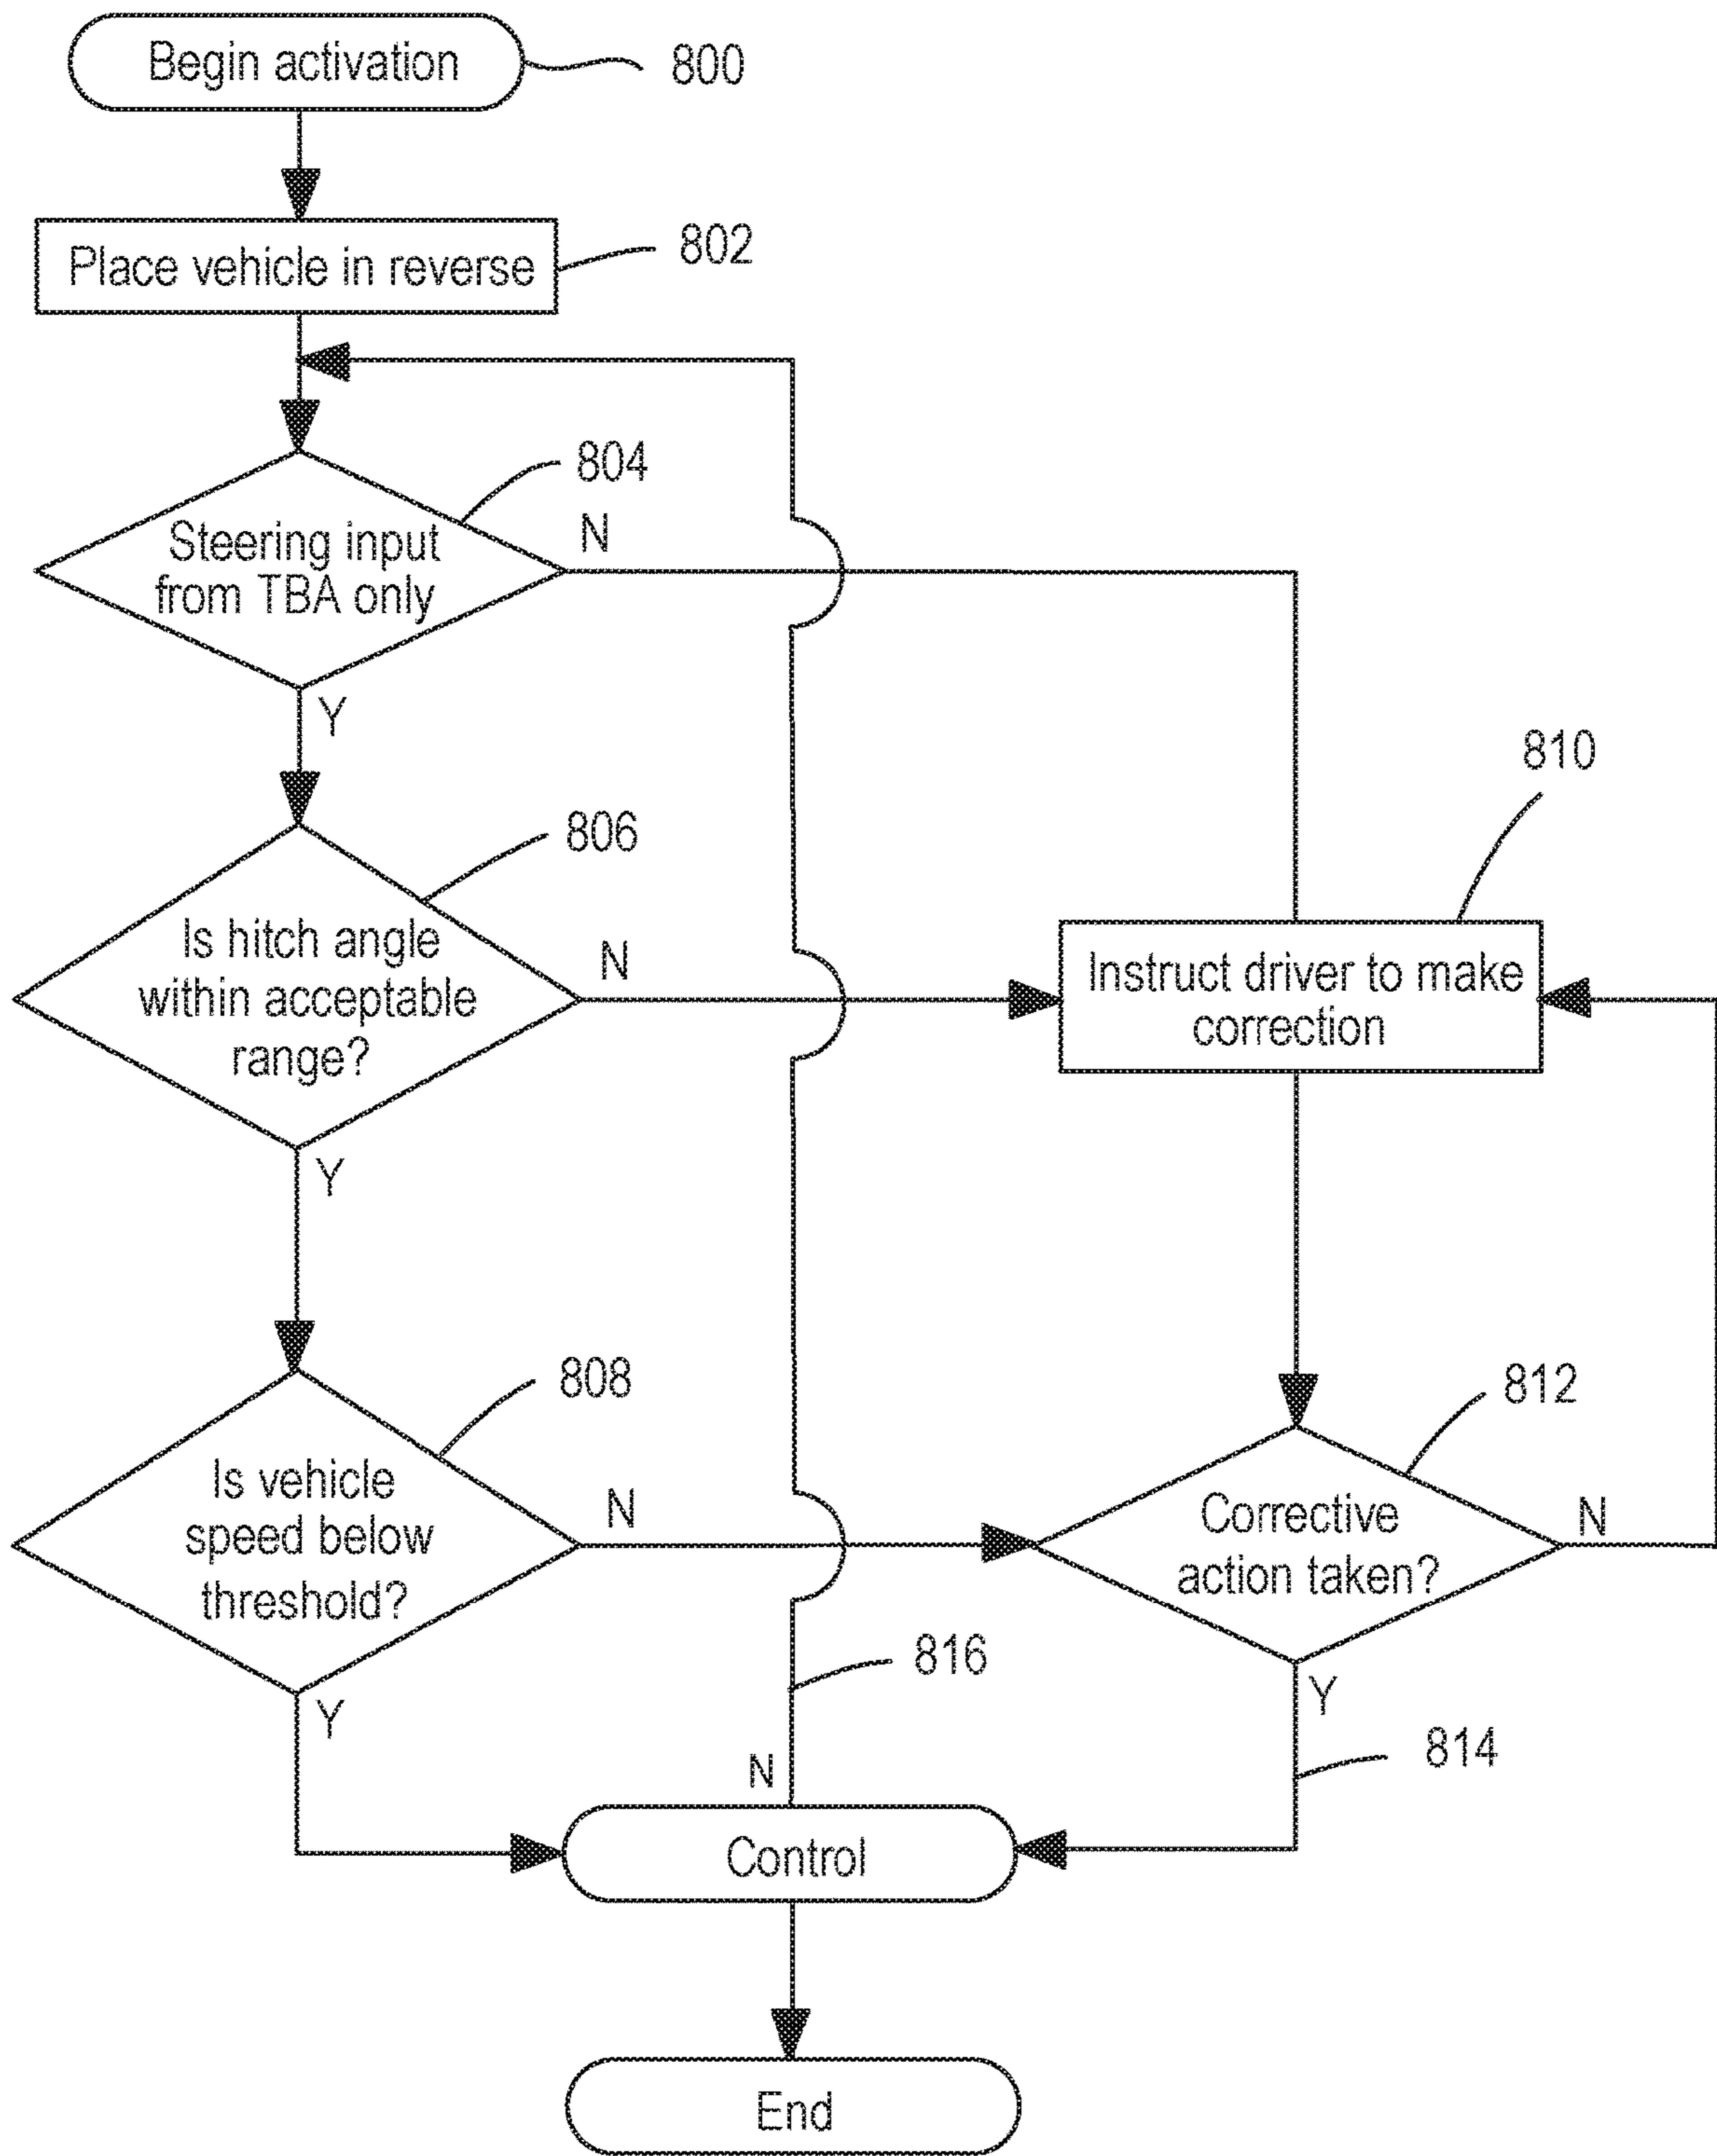 Begin activation
800
Place vehicle in reverse
802
804
Steering input
from TBA only
N
Y
806
Is hitch angle
within acceptable
range?
N
Y
810
Instruct driver to make
correction
808
Is vehicle
speed below
threshold?
N
Y
812
Corrective
action taken?
N
Y
816
814
N
Control
End